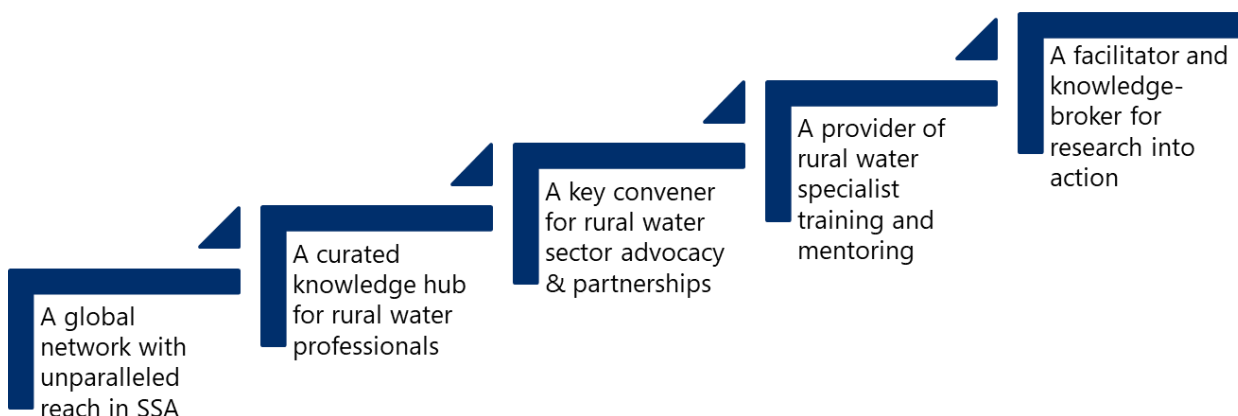 A global
network with
unparalleled
reach in SSA
A curated
knowledge hub
for rural water
professionals
A key convener
for rural water
sector advocacy
& partnerships
A provider of
rural water
specialist
training and
mentoring
A facilitator and
knowledge-
broker for
research into
action